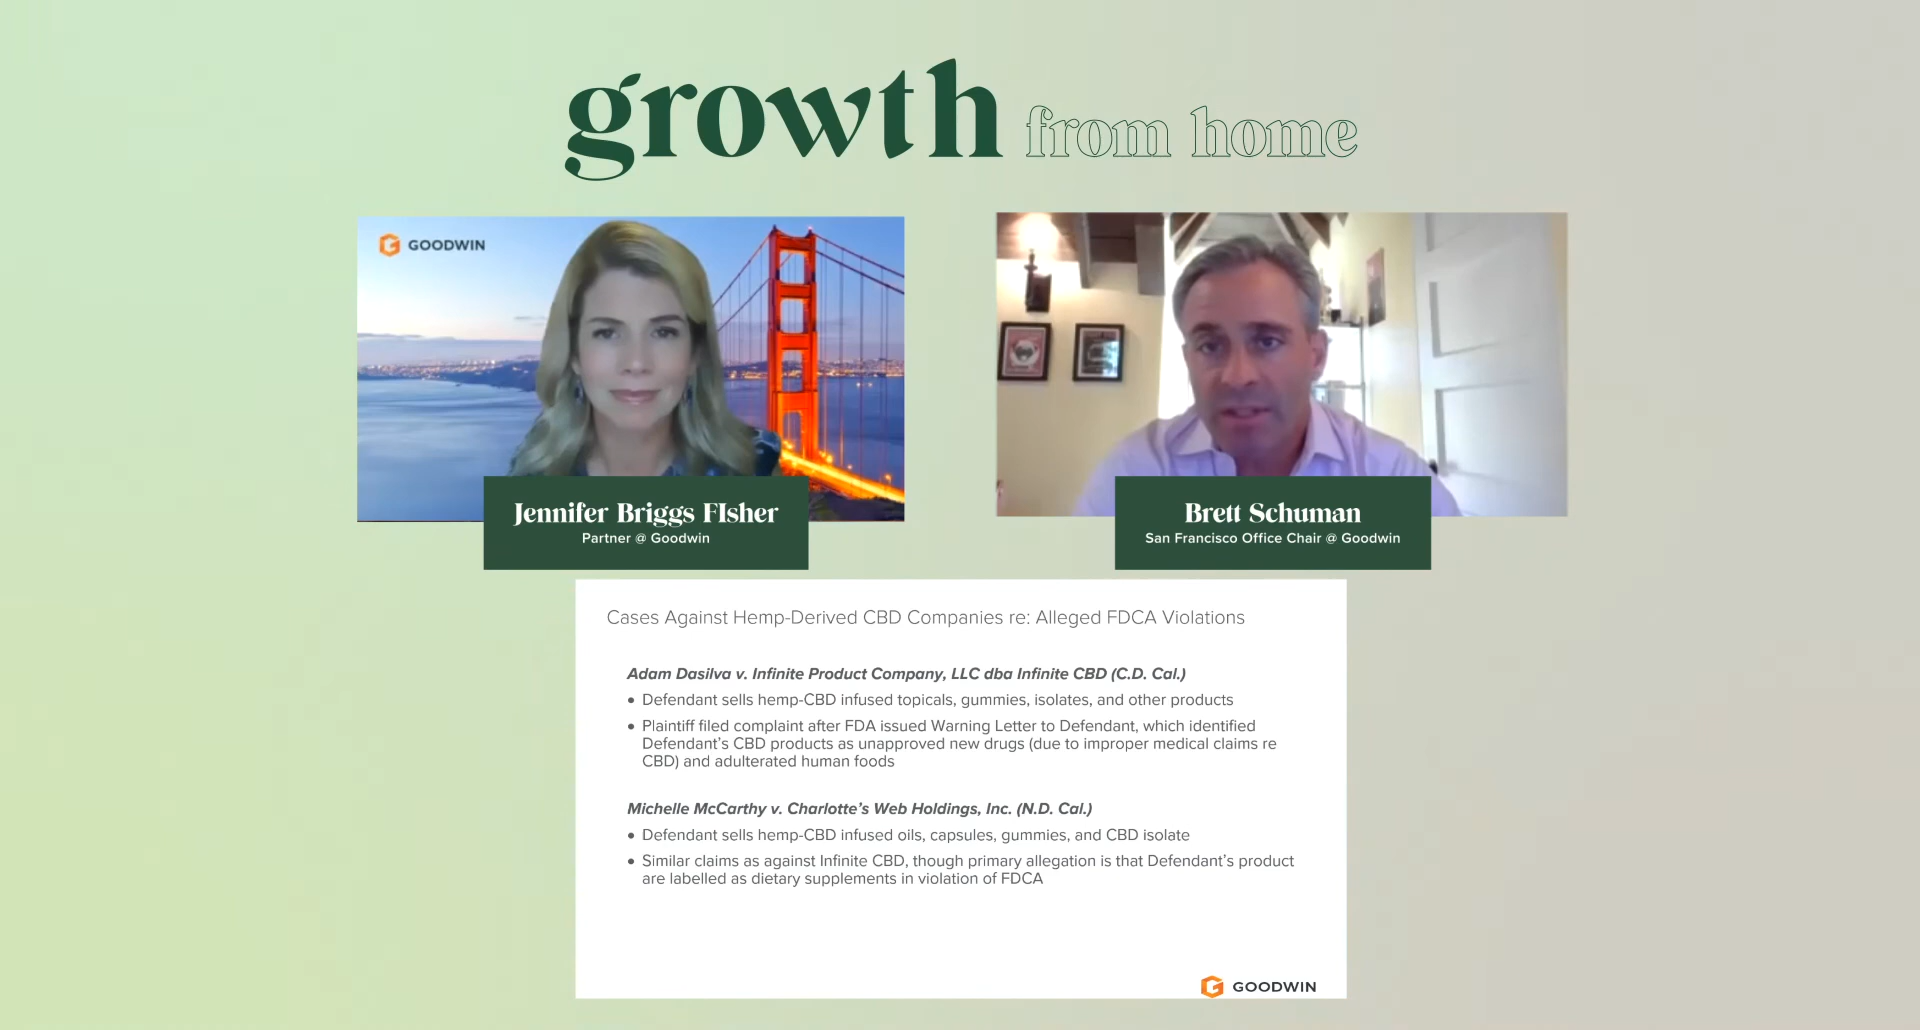 growth from home
GOODWIN
Jennifer Briggs FIsher
Partner @ Goodwin
Brett Schuman
San Francisco Office Chair @ Goodwin
Cases Against Hemp-Derived CBD Companies re: Alleged FDCA Violations
Adam Dasilva v. Infinite Product Company, LLC dba Infinite CBD (C.D. Cal.)
• Defendant sells hemp-CBD infused topicals, gummies, isolates, and other products
• Plaintiff filed complaint after FDA issued Warning Letter to Defendant, which identified
Defendant's CBD products as unapproved new drugs (due to improper medical claims re
CBD) and adulterated human foods
Michelle McCarthy v. Charlotte's Web Holdings, Inc. (N.D. Cal.)
• Defendant sells hemp-CBD infused oils, capsules, gummies, and CBD isolate
• Similar claims as against Infinite CBD, though primary allegation is that Defendant's product
are labelled as dietary supplements in violation of FDCA
GOODWIN